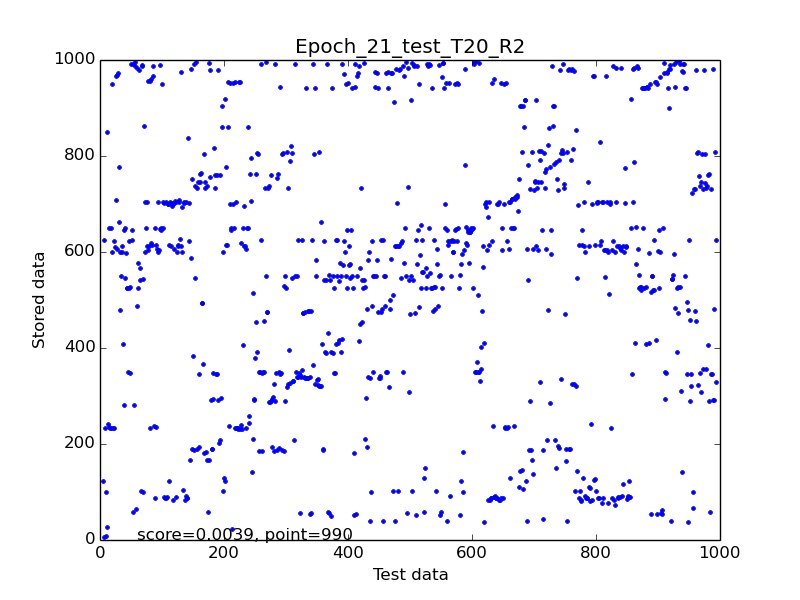 Epoch_21_test_T20_R2
1000
800
600
400
200
0
Stored data
score=0.0039, point=990
0 200 400 600 800 1000
Test data